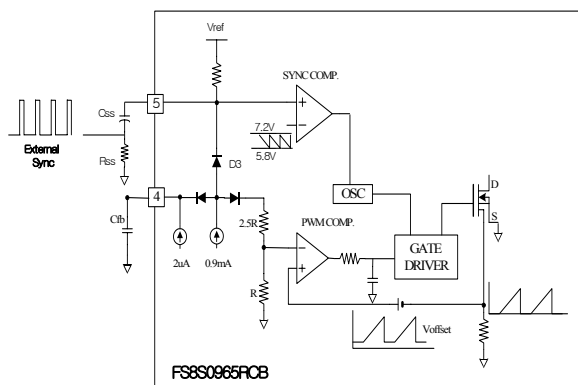 Vref
SYNC COMP.
5
+
−
Css
7.2V
5.8V
External
Sync
Rss
D3
4
OSC
D
S
Cfb
2.5R
PWM COMP.
−
+
GATE
DRIVER
2uA
0.9mA
R
Voffset
FS8S0965RCB